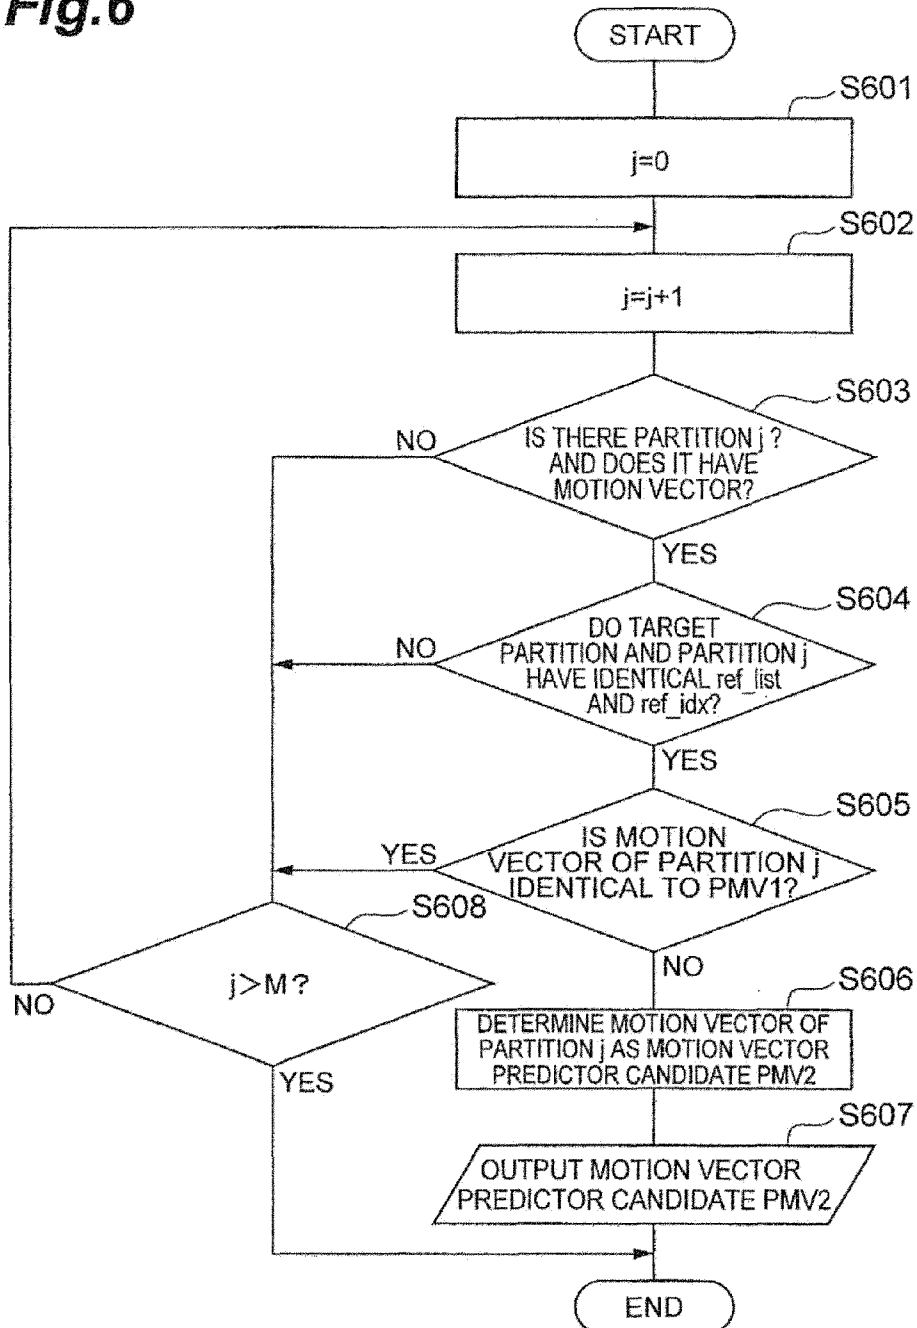 Fig.6
START
S601
j=0
S602
j=j+1
S603
NO
IS THERE PARTITION j ?
AND DOES IT HAVE
MOTION VECTOR?
YES
S604
NO
DO TARGET
PARTITION AND PARTITION j
HAVE IDENTICAL ref_list
AND ref_idx?
YES
S605
YES
IS MOTION
VECTOR OF PARTITION j
IDENTICAL TO PMV1?
NO
S608
j>M?
NO
YES
S606
DETERMINE MOTION VECTOR OF
PARTITION j AS MOTION VECTOR
PREDICTOR CANDIDATE PMV2
S607
OUTPUT MOTION VECTOR
PREDICTOR CANDIDATE PMV2
END